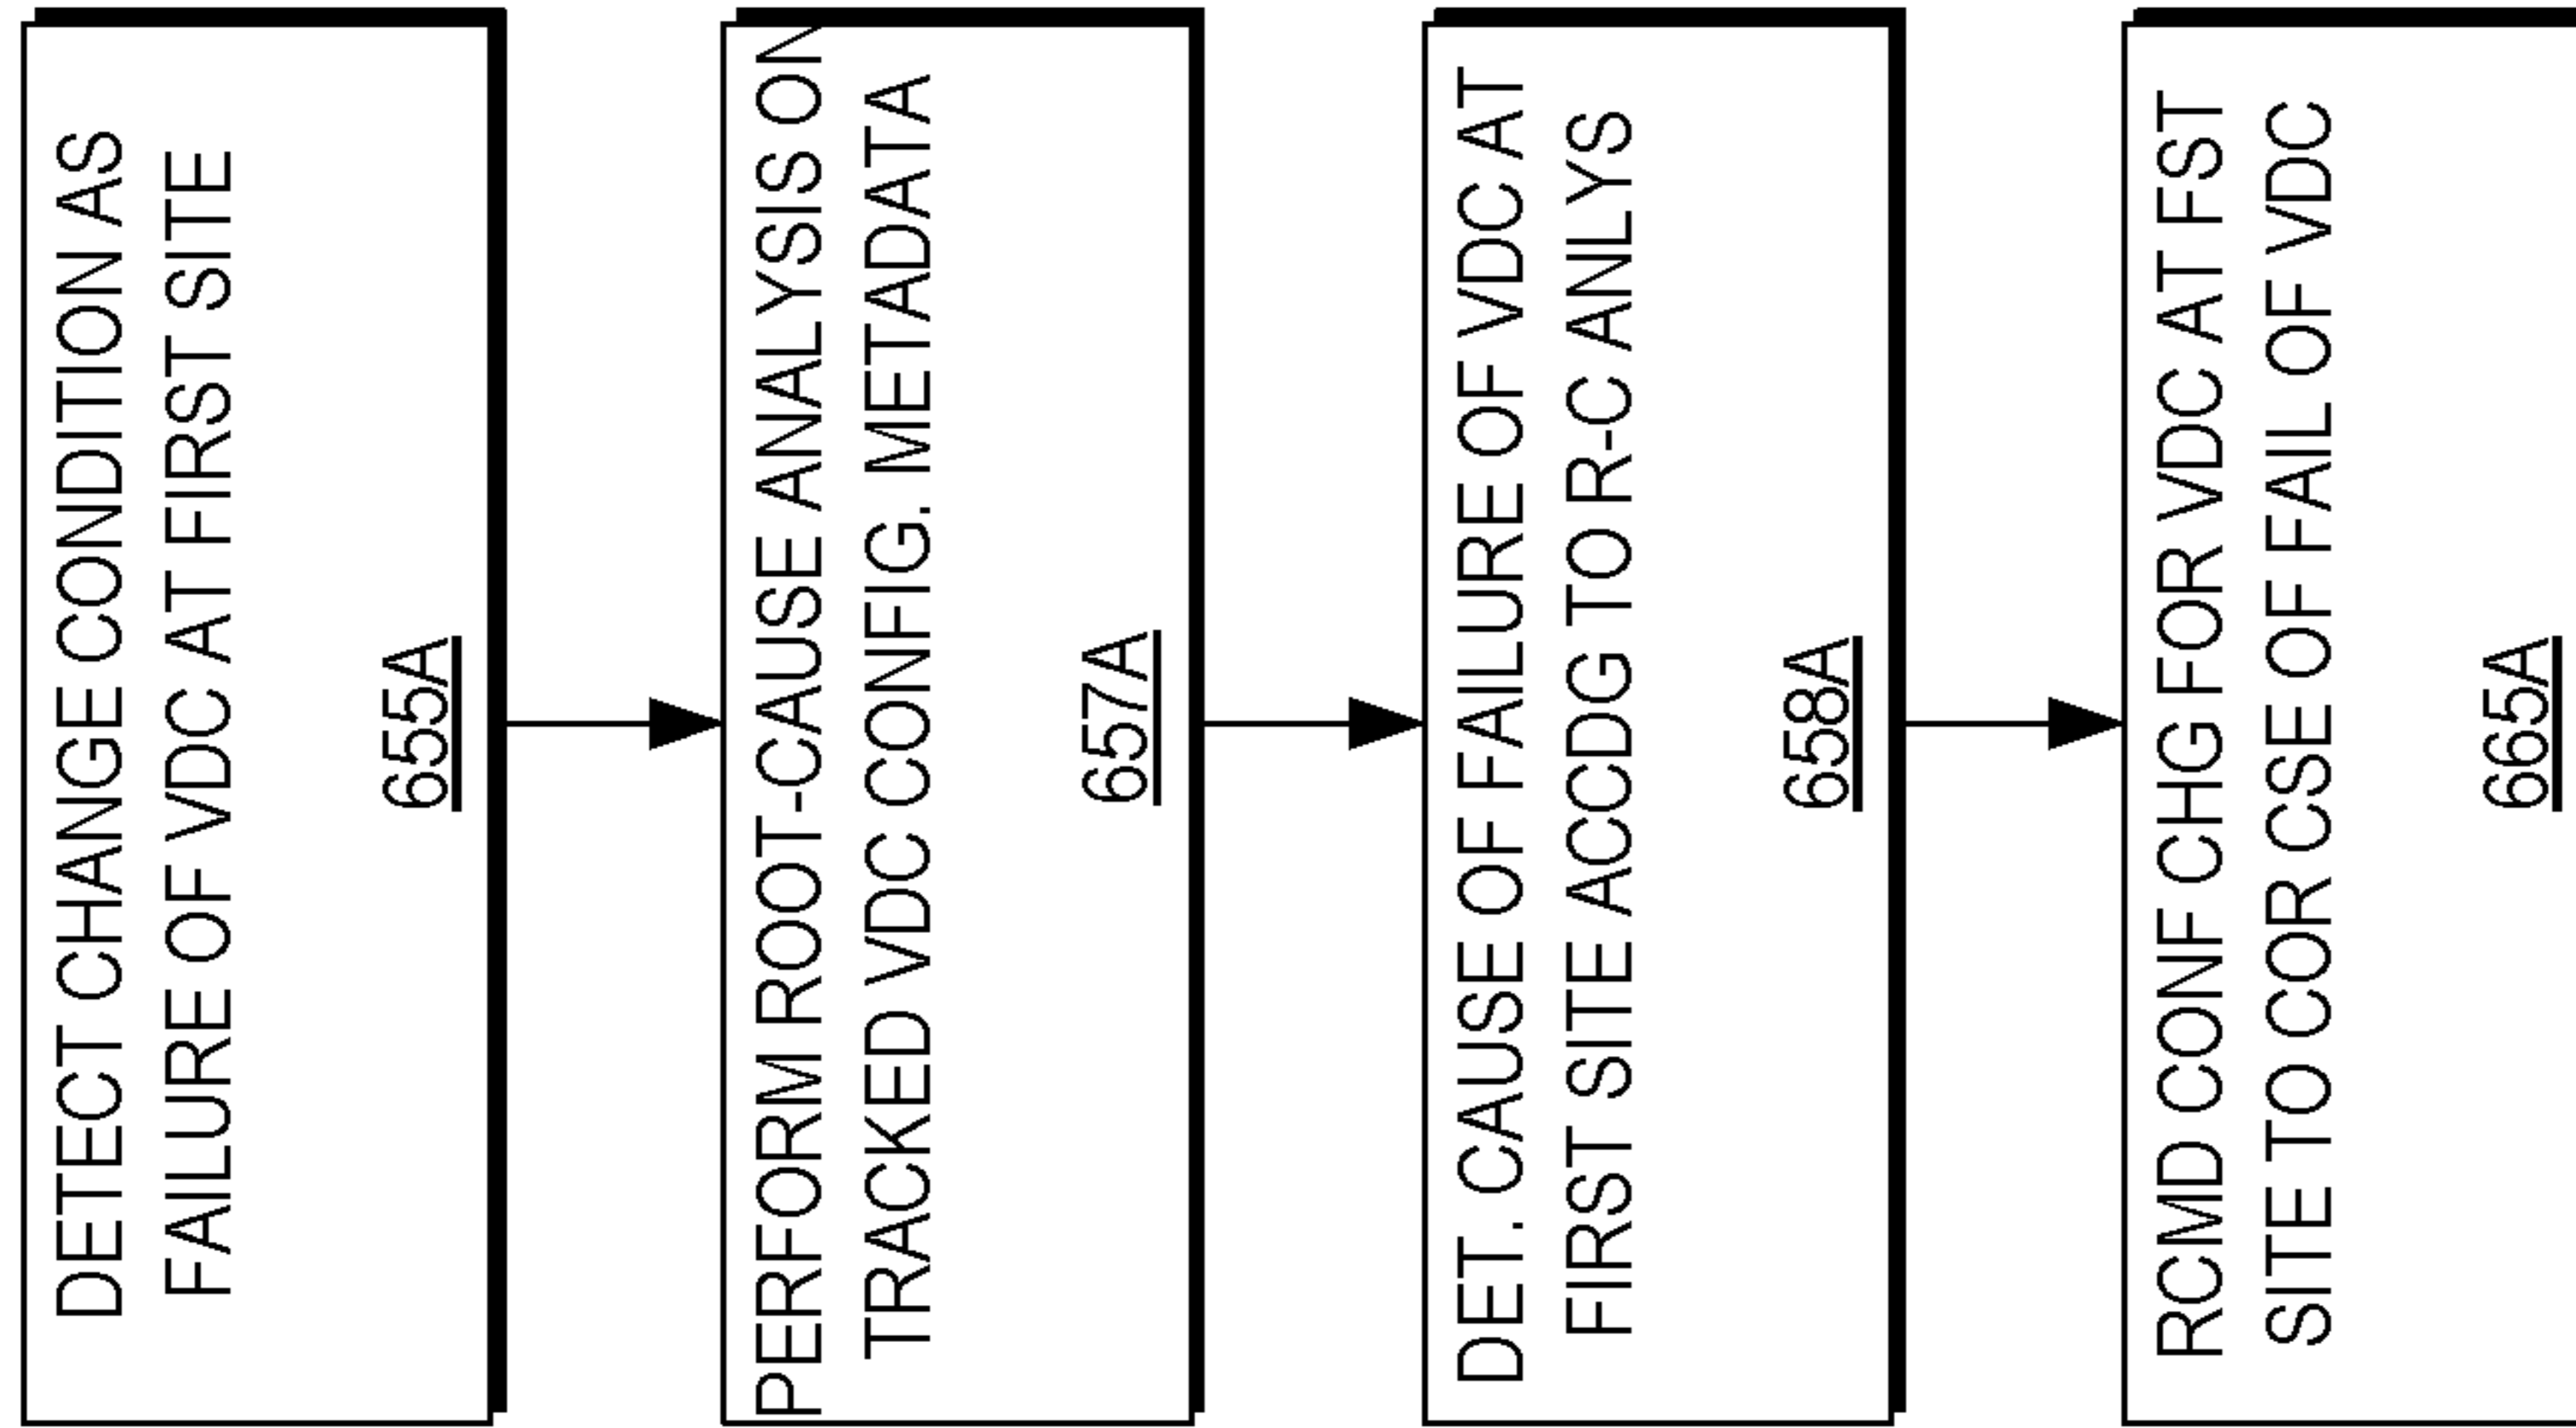 DETECT CHANGE CONDITION AS
FAILURE OF VDC AT FIRST SITE
655A
PERFORM ROOT-CAUSE ANALYSIS ON
TRACKED VDC CONFIG. METADATA
657A
DET. CAUSE OF FAILURE OF VDC AT
FIRST SITE ACCDG TO R-C ANLYS
658A
RCMD CONF CHG FOR VDC AT FST
SITE TO COR CSE OF FAIL OF VDC
665A